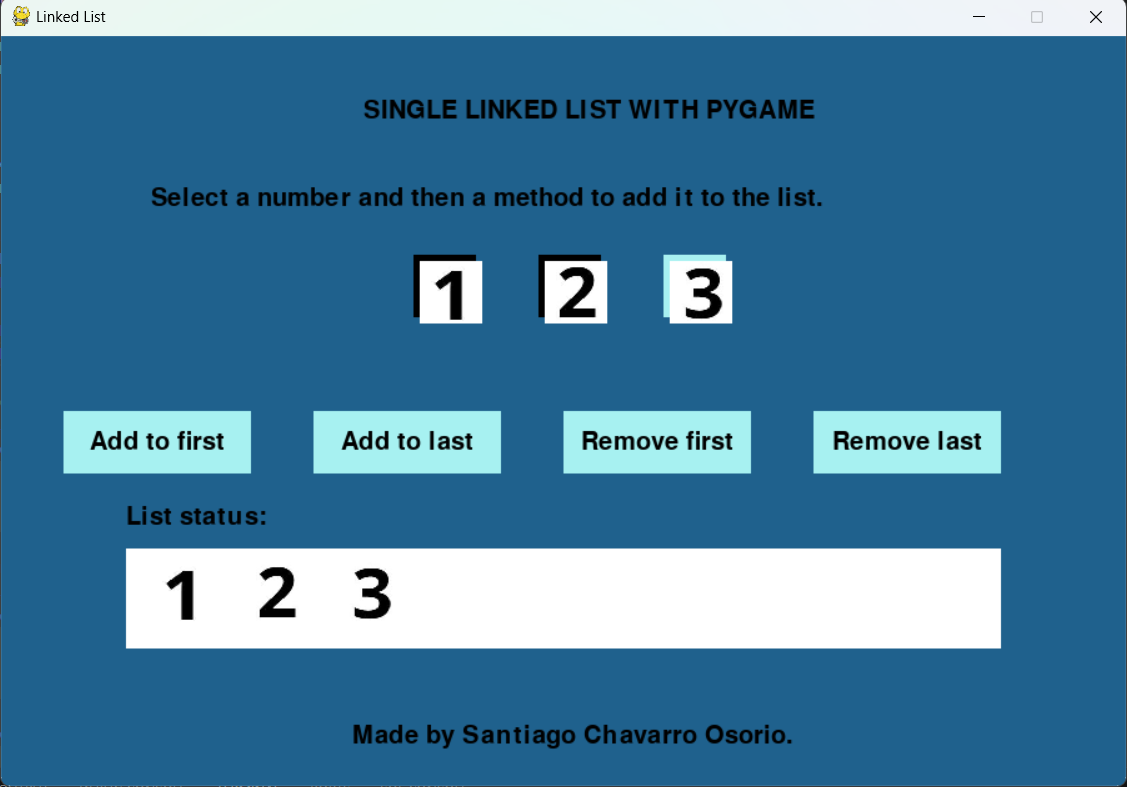 Linked List
SINGLE LINKED LIST WITH PYGAME
Select a number and then a method to add it to the list.
1 2 3
Add to first Add to last Remove first Remove last
List status:
1 2 3
Made by Santiago Chavarro Osorio.